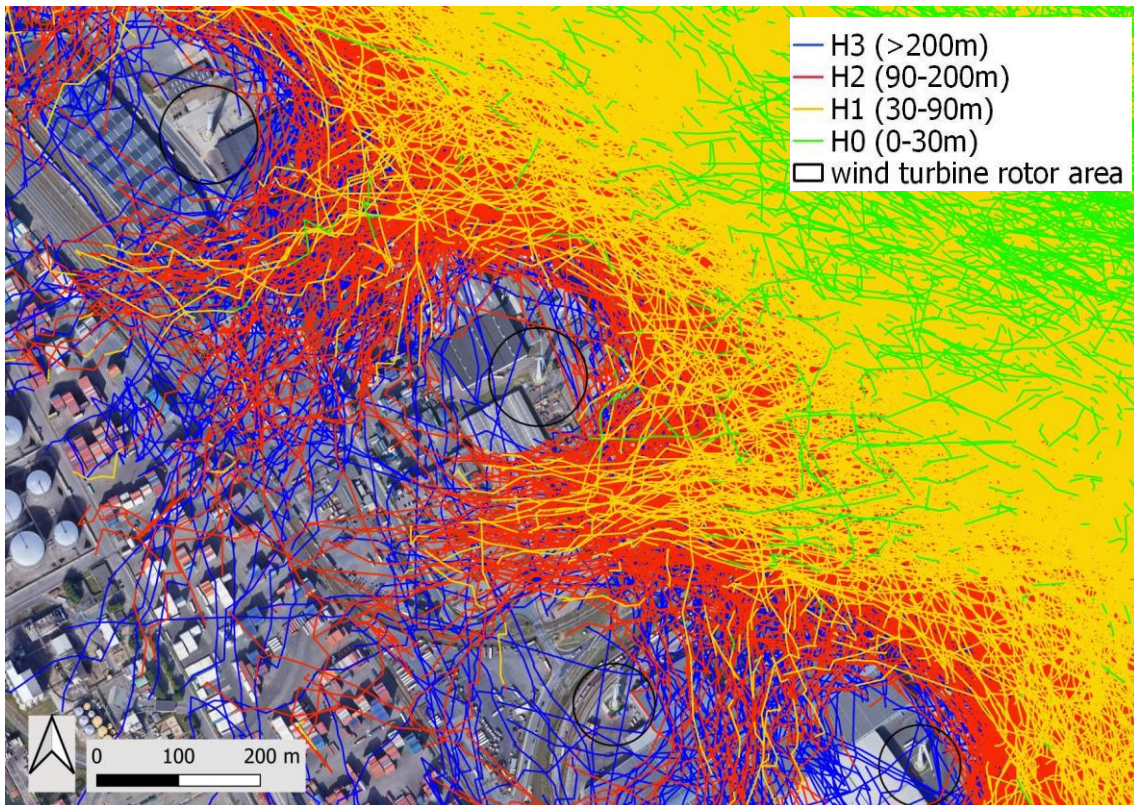 H3 (>200m)
H2 (90-200m)
H1 (30-90m)
H0 (0-30m)
wind turbine rotor area
0 100 200 m